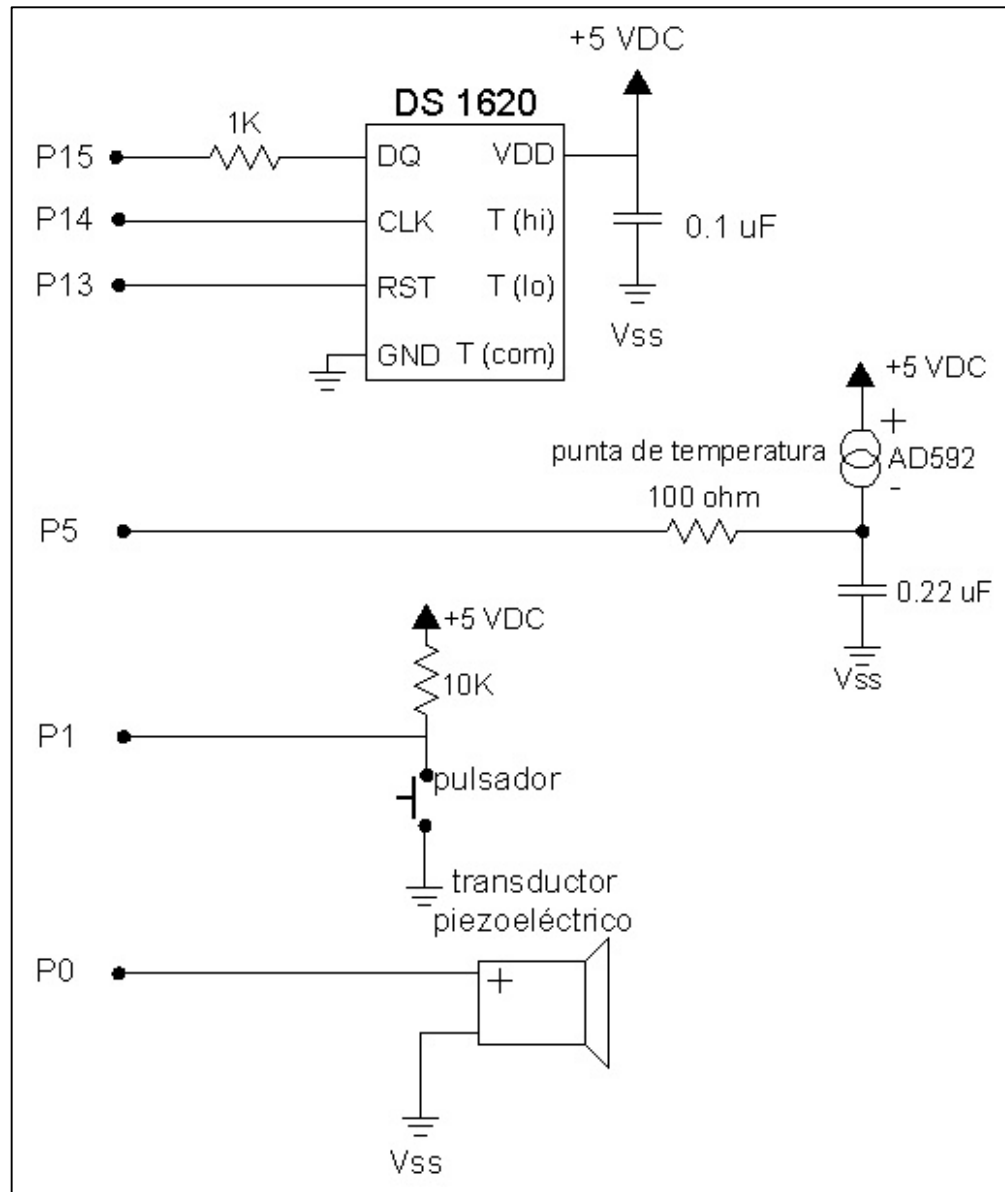 +5 VDC
DS 1620
1K
P15
DQ
VDD
P14
CLK
T (hi)
0.1 uF
P13
RST
T (lo)
Vss
GND
T (com)
+5 VDC
+
punta de temperatura
AD592
-
100 ohm
P5
0.22 uF
+5 VDC
Vss
10K
P1
pulsador
transductor
piezoeléctrico
P0
+
Vss